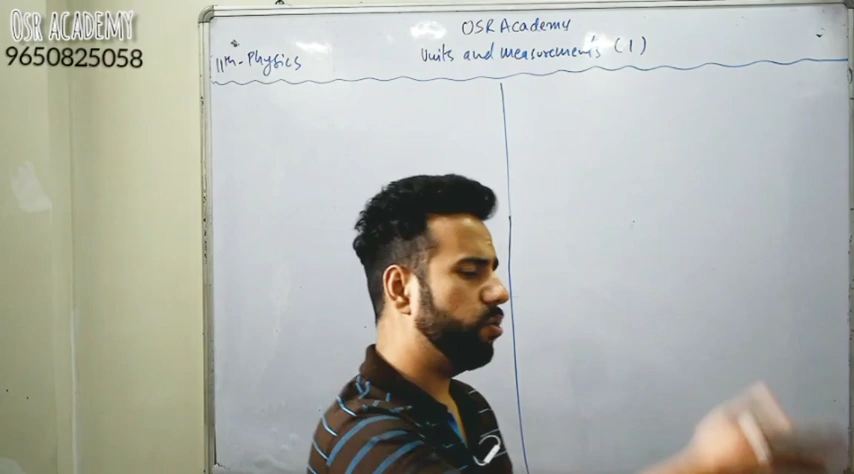 OSR ACADEMY
9650825058
OSR Academy
11th-Physics
Units and measurements (1)